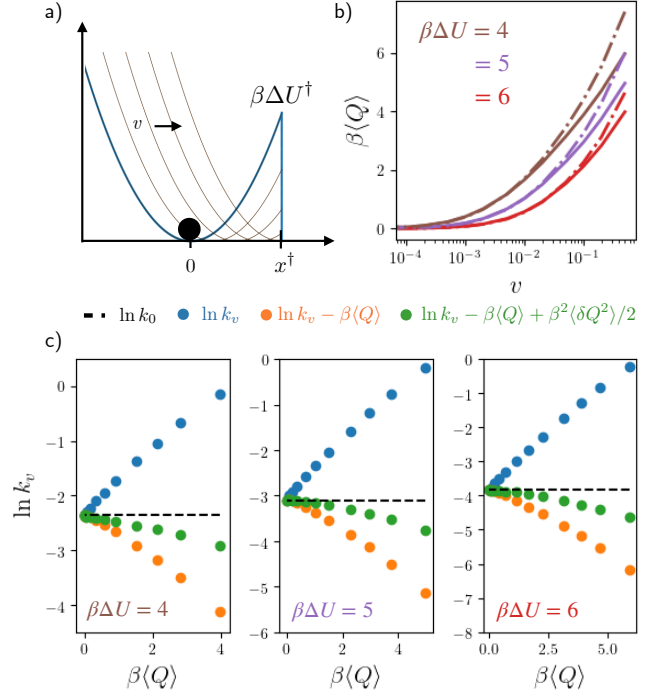 a)
βΔU†
v
0
x†
b)
βΔU = 4
= 5
= 6
β⟨Q⟩
6
4
2
0
10⁻⁴
10⁻³
10⁻²
10⁻¹
v
ln k₀
ln kᵥ
ln kᵥ − β⟨Q⟩
ln kᵥ − β⟨Q⟩ + β²⟨δQ²⟩/2
c)
ln kᵥ
0
−1
−2
−3
−4
βΔU = 4
0
2
4
β⟨Q⟩
0
−1
−2
−3
−4
−5
−6
βΔU = 5
0
2
4
β⟨Q⟩
0
−1
−2
−3
−4
−5
−6
−7
−8
βΔU = 6
0.0
2.5
5.0
β⟨Q⟩